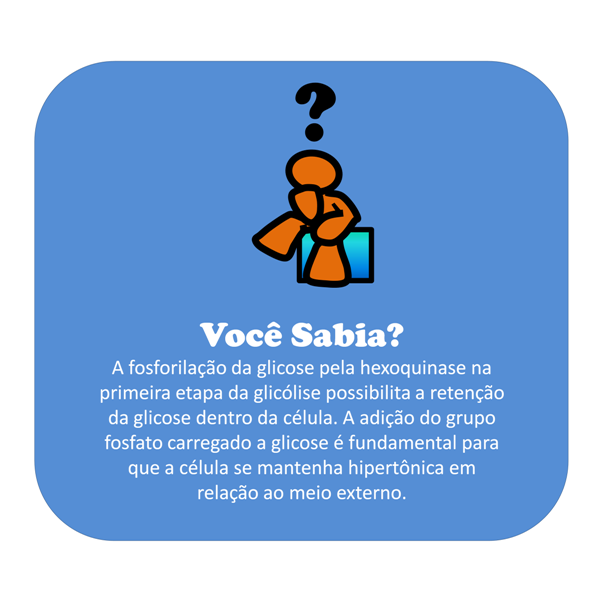 ?
Você Sabia?
A fosforilação da glicose pela hexoquinase na
primeira etapa da glicólise possibilita a retenção
da glicose dentro da célula. A adição do grupo
fosfato carregado a glicose é fundamental para
que a célula se mantenha hipertônica em
relação ao meio externo.